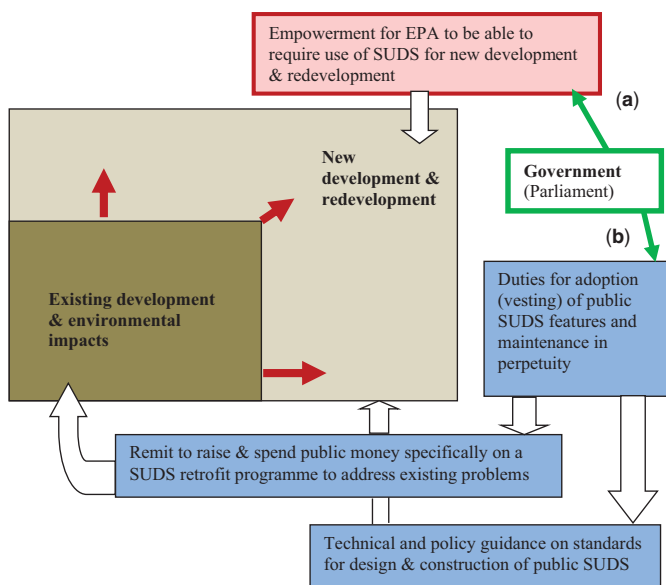 Empowerment for EPA to be able to
require use of SUDS for new development
& redevelopment
(a)
New
development &
redevelopment
Government
(Parliament)
(b)
Existing development
& environmental
impacts
Duties for adoption
(vesting) of public
SUDS features and
maintenance in
perpetuity
Remit to raise & spend public money specifically on a
SUDS retrofit programme to address existing problems
Technical and policy guidance on standards
for design & construction of public SUDS